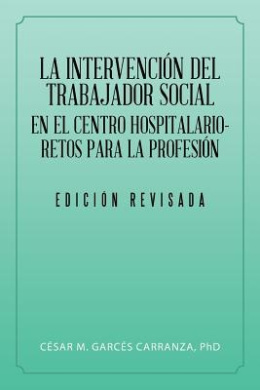 LA INTERVENCIÓN DEL
TRABAJADOR SOCIAL
EN EL CENTRO HOSPITALARIO-
RETOS PARA LA PROFESIÓN
EDICIÓN REVISADA
CÉSAR M. GARCÉS CARRANZA, PhD